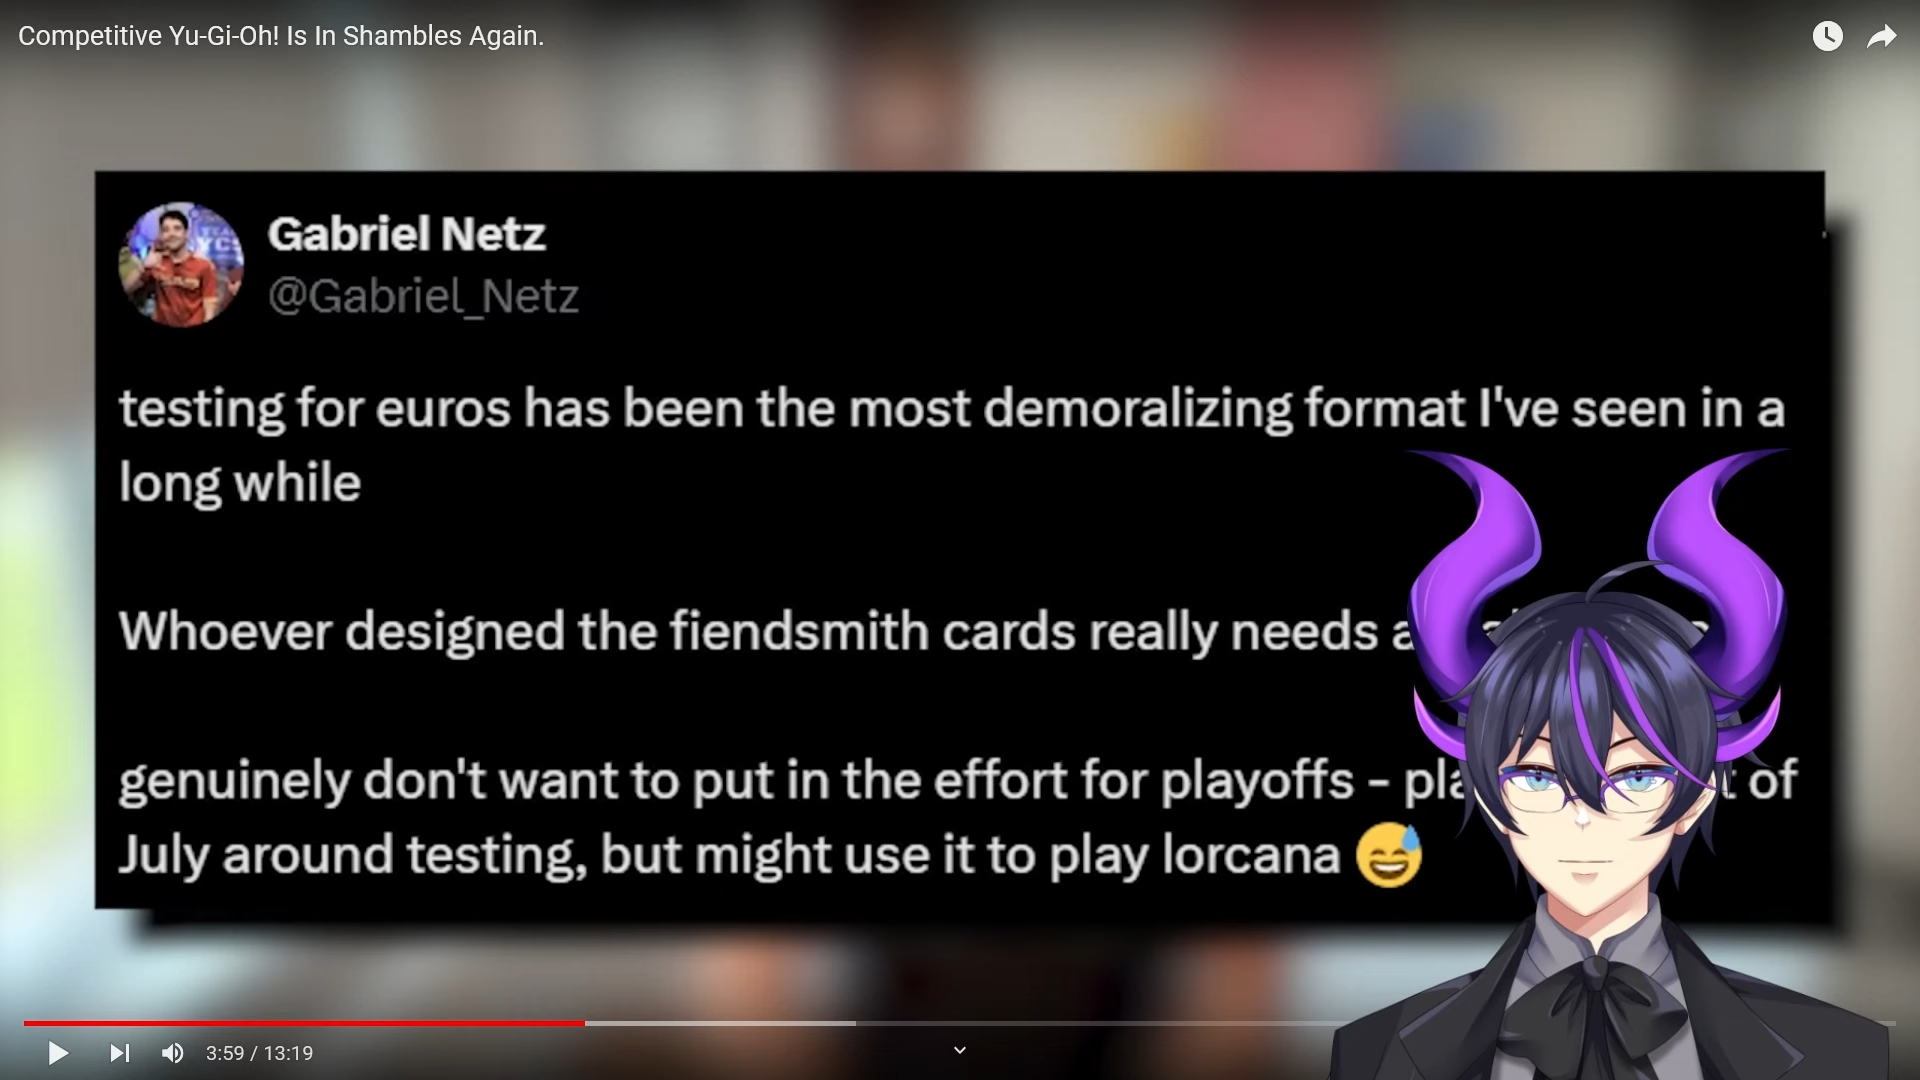 Competitive Yu-Gi-Oh! Is In Shambles Again.
Gabriel Netz
@Gabriel_Netz
testing for euros has been the most demoralizing format I've seen in a
long while
Whoever designed the fiendsmith cards really needs
genuinely don't want to put in the effort for playoffs - of
July around testing, but might use it to play lorcana 😅
3:59 / 13:19